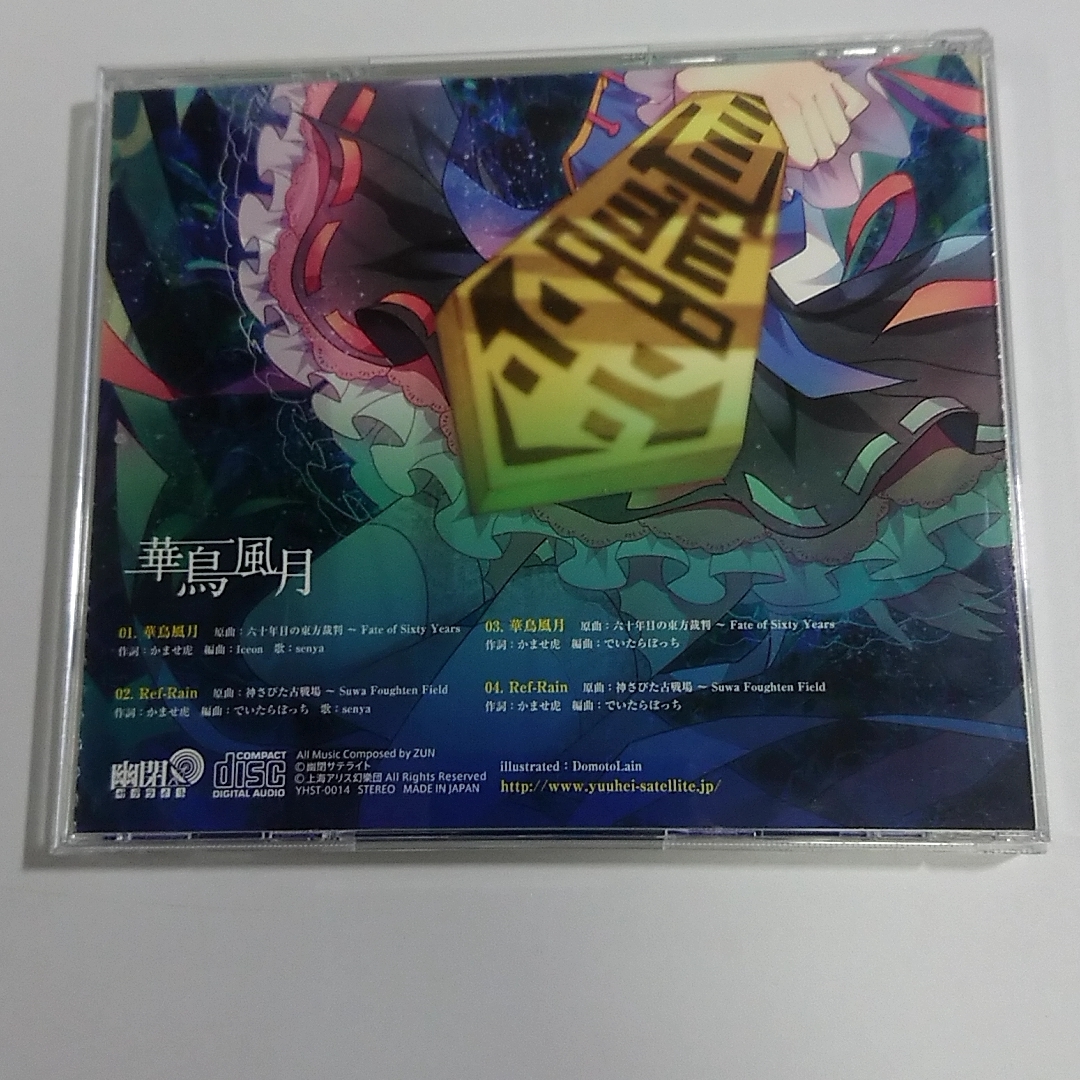 華鳥風月
01. 華鳥風月 原曲：六十年目の東方裁判 ～ Fate of Sixty Years
作詞：かませ虎 編曲：Iceon 歌：senya
02. Ref-Rain 原曲：神さびた古戦場 ～ Suwa Foughten Field
作詞：かませ虎 編曲：でいたらぼっち 歌：senya
03. 華鳥風月 原曲：六十年目の東方裁判 ～ Fate of Sixty Years
作詞：かませ虎 編曲：でいたらぼっち
04. Ref-Rain 原曲：神さびた古戦場 ～ Suwa Foughten Field
作詞：かませ虎 編曲：でいたらぼっち
幽閉
サテライト
COMPACT
disc
DIGITAL AUDIO
All Music Composed by ZUN
© 幽閉サテライト
© 上海アリス幻樂団 All Rights Reserved
YHST-0014 STEREO MADE IN JAPAN
illustrated：DomotoLain
http://www.yuuhei-satellite.jp/